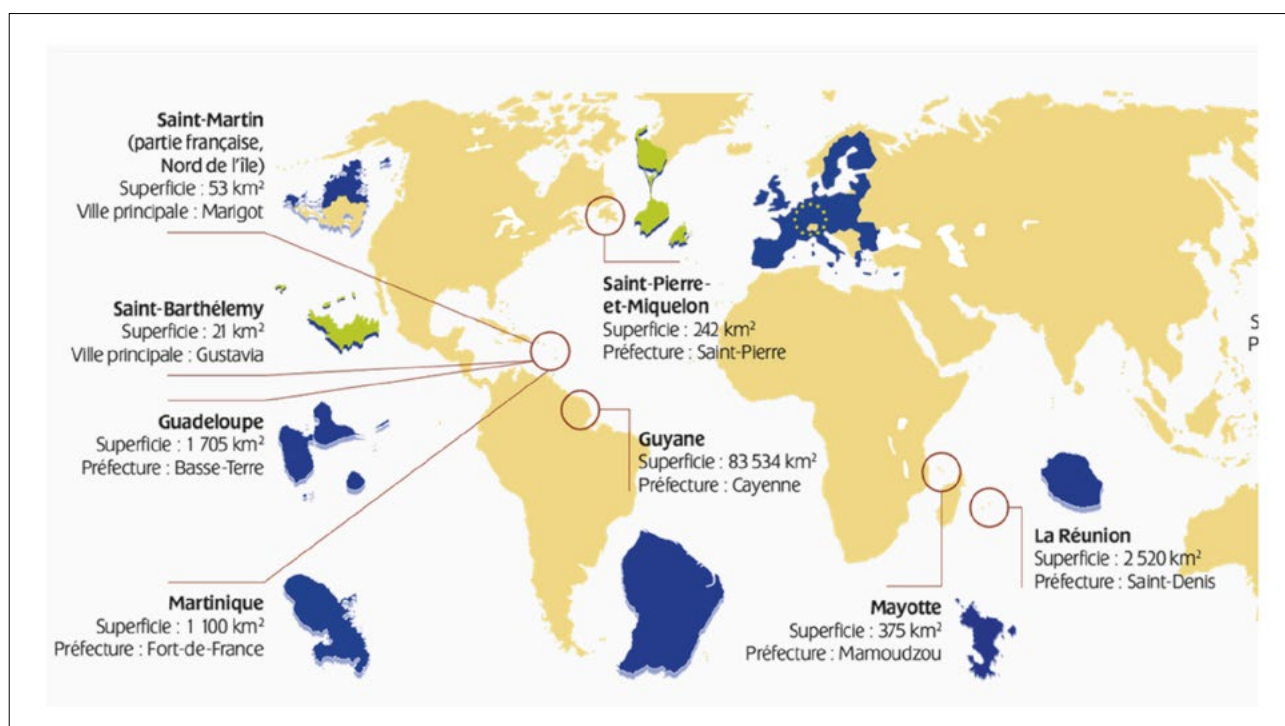 Saint-Martin
(partie française,
Nord de l'île)
Superficie : 53 km²
Ville principale : Marigot
Saint-Barthélemy
Superficie : 21 km²
Ville principale : Gustavia
Guadeloupe
Superficie : 1 705 km²
Préfecture : Basse-Terre
Martinique
Superficie : 1 100 km²
Préfecture : Fort-de-France
Saint-Pierre-
et-Miquelon
Superficie : 242 km²
Préfecture : Saint-Pierre
Guyane
Superficie : 83 534 km²
Préfecture : Cayenne
La Réunion
Superficie : 2 520 km²
Préfecture : Saint-Denis
Mayotte
Superficie : 375 km²
Préfecture : Mamoudzou
S
P